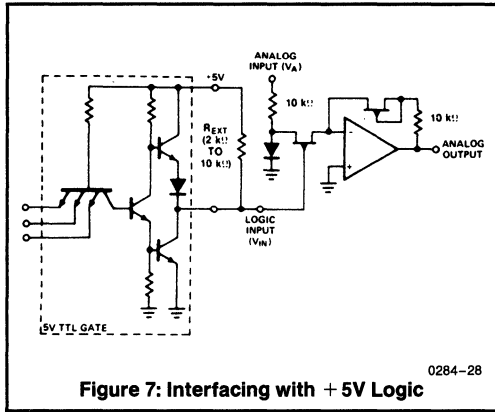 ANALOG
INPUT (VA)
+5V
10 kΩ
REXT
(2 kΩ
TO
10 kΩ)
10 kΩ
-
+
ANALOG
OUTPUT
LOGIC
INPUT
(VIN)
5V TTL GATE
0284–28
Figure 7: Interfacing with +5V Logic